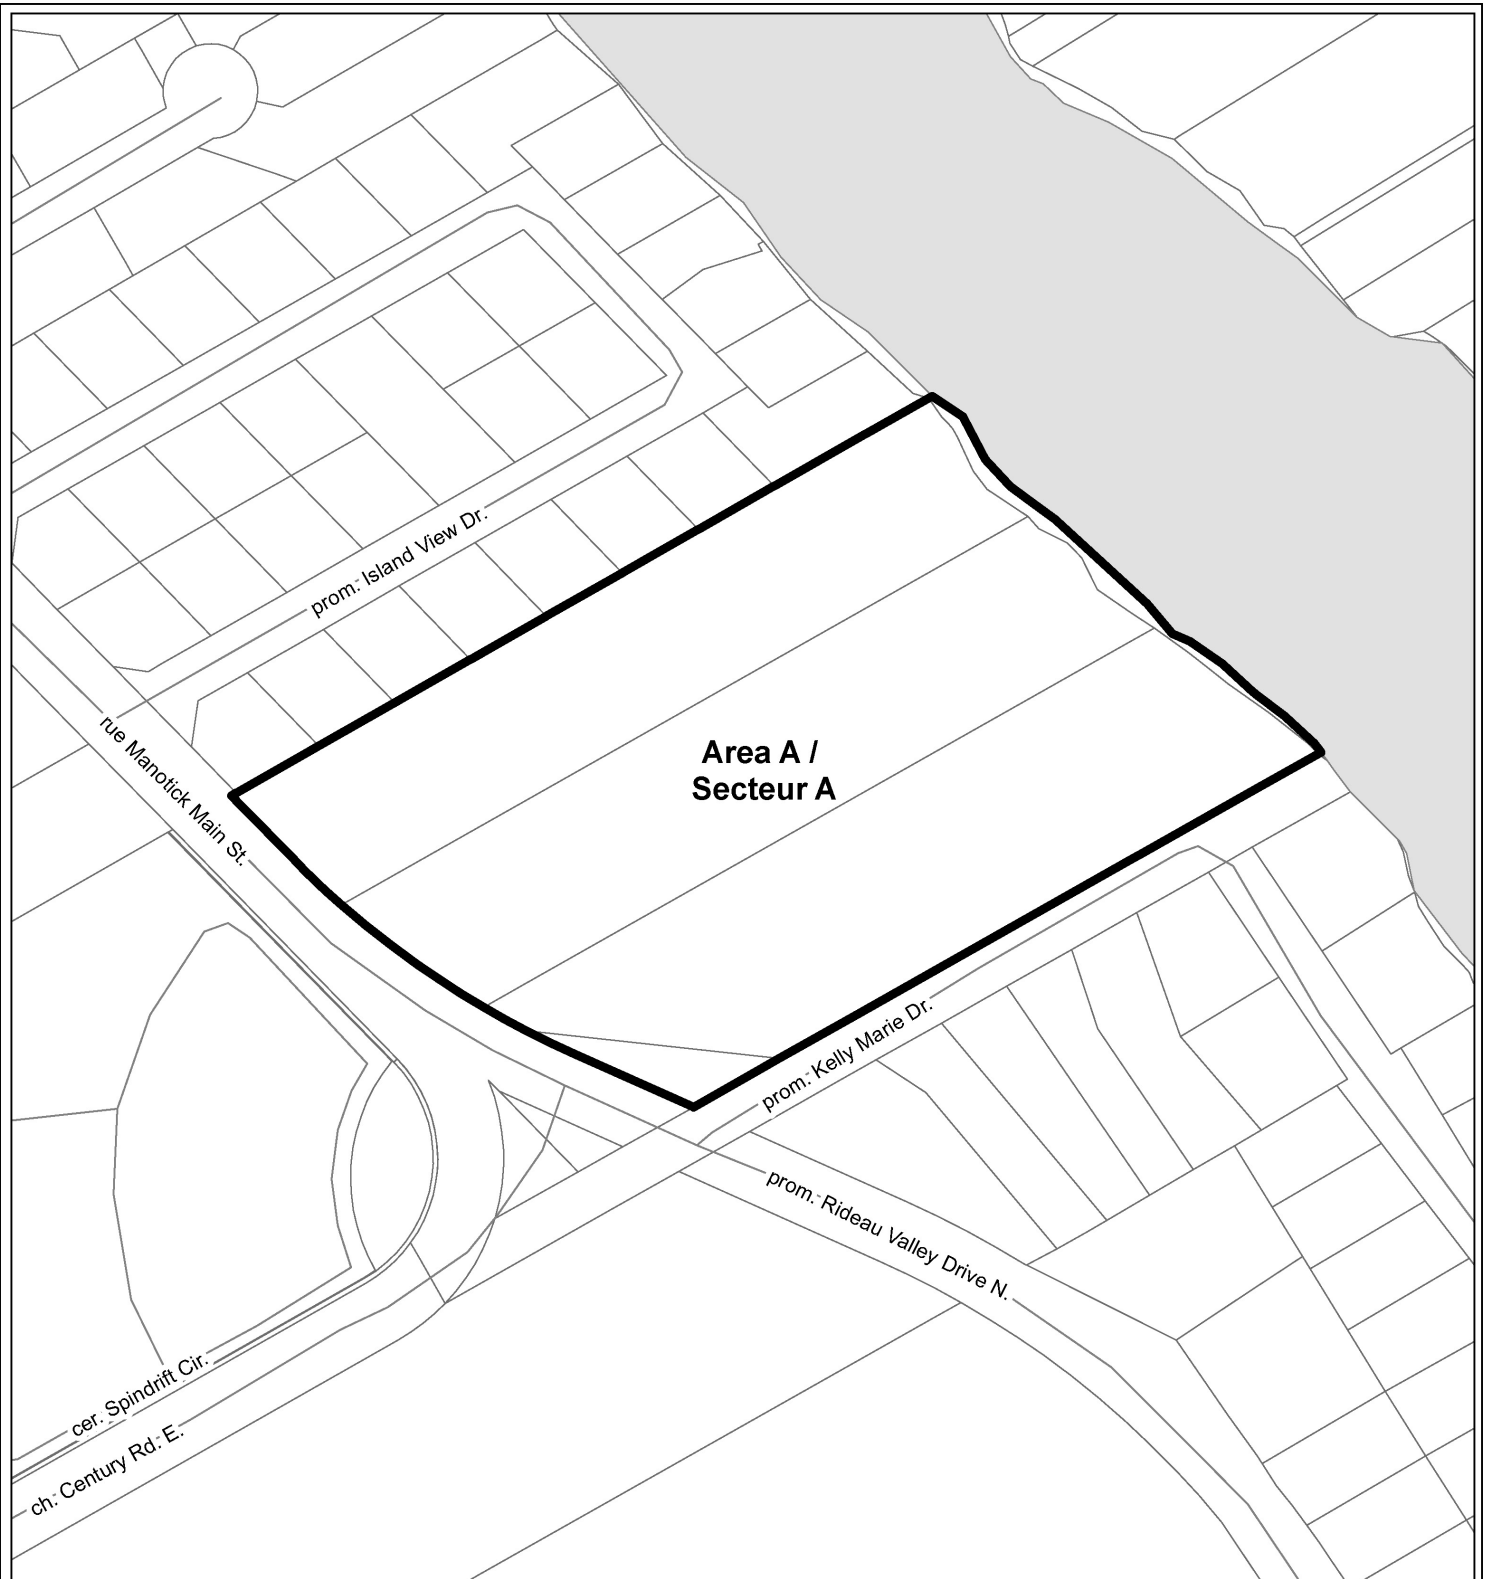 prom. Island View Dr.
rue Manotick Main St.
Area A /
Secteur A
prom. Kelly Marie Dr.
prom. Rideau Valley Drive N.
cer. Spindrift Cir.
ch. Century Rd. E.